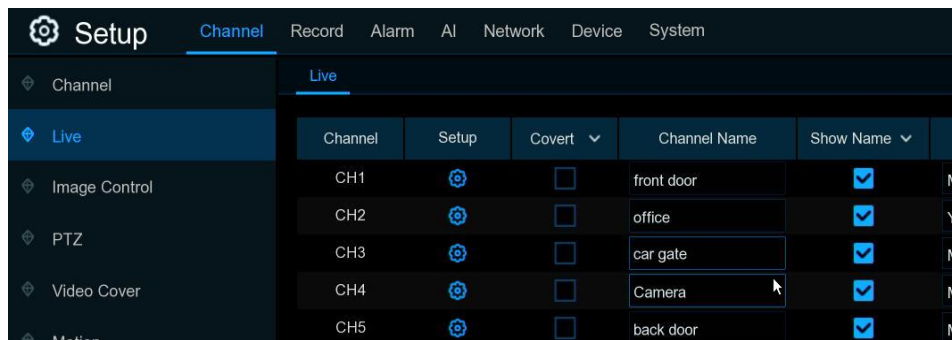 Setup Channel Record Alarm AI Network Device System
Channel
Live
Live
Channel Setup Covert Channel Name Show Name
CH1 front door
Image Control
CH2 office
PTZ
CH3 car gate
Video Cover
CH4 Camera
CH5 back door